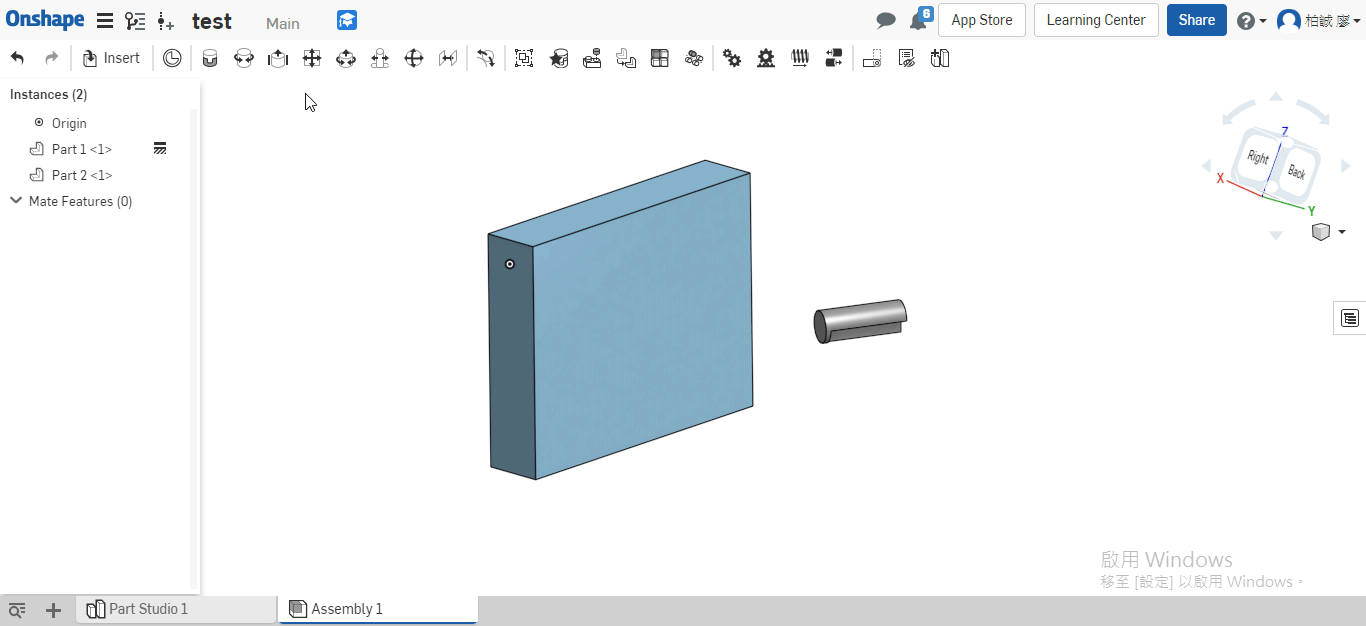 Onshape test Main 6 App Store Learning Center Share ? 柏誠 廖
Insert
Instances (2)
Origin
Part 1 <1>
Part 2 <1>
Mate Features (0)
Z
Right Back
X
Y
啟用 Windows
移至 [設定] 以啟用 Windows。
Part Studio 1 Assembly 1